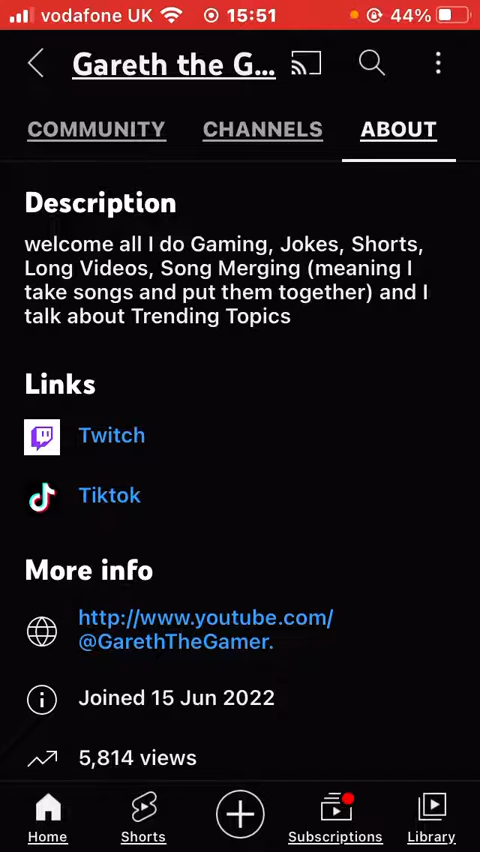 vodafone UK 15:51 44%
Gareth the G...
COMMUNITY CHANNELS ABOUT
Description
welcome all I do Gaming, Jokes, Shorts,
Long Videos, Song Merging (meaning I
take songs and put them together) and I
talk about Trending Topics
Links
Twitch
Tiktok
More info
http://www.youtube.com/
@GarethTheGamer.
Joined 15 Jun 2022
5,814 views
Home Shorts Subscriptions Library